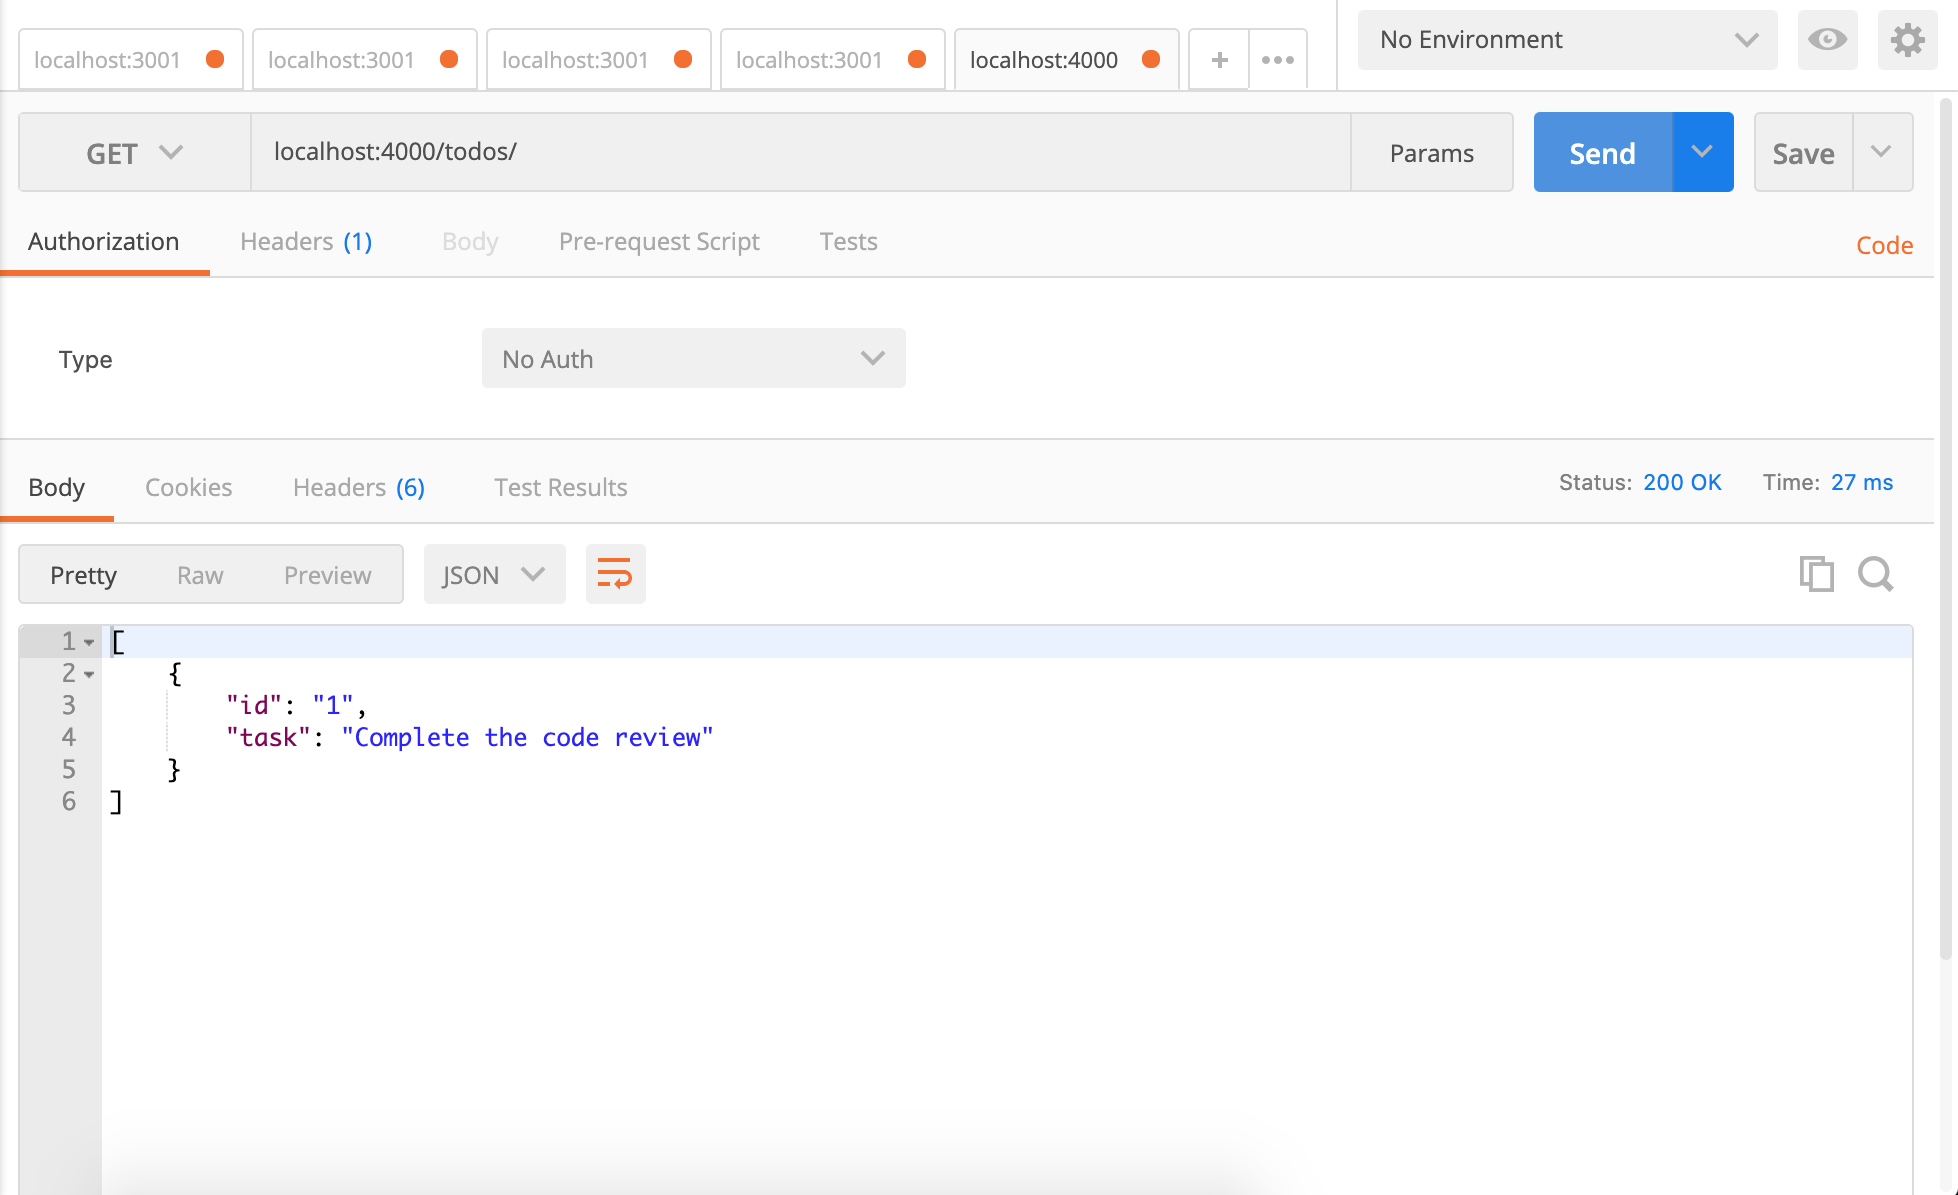 localhost:3001 localhost:3001 localhost:3001 localhost:3001 localhost:4000 + ••• No Environment
GET localhost:4000/todos/ Params Send Save
Authorization Headers (1) Body Pre-request Script Tests Code
Type No Auth
Body Cookies Headers (6) Test Results Status: 200 OK Time: 27 ms
Pretty Raw Preview JSON
1 [
2 {
3 "id": "1",
4 "task": "Complete the code review"
5 }
6 ]